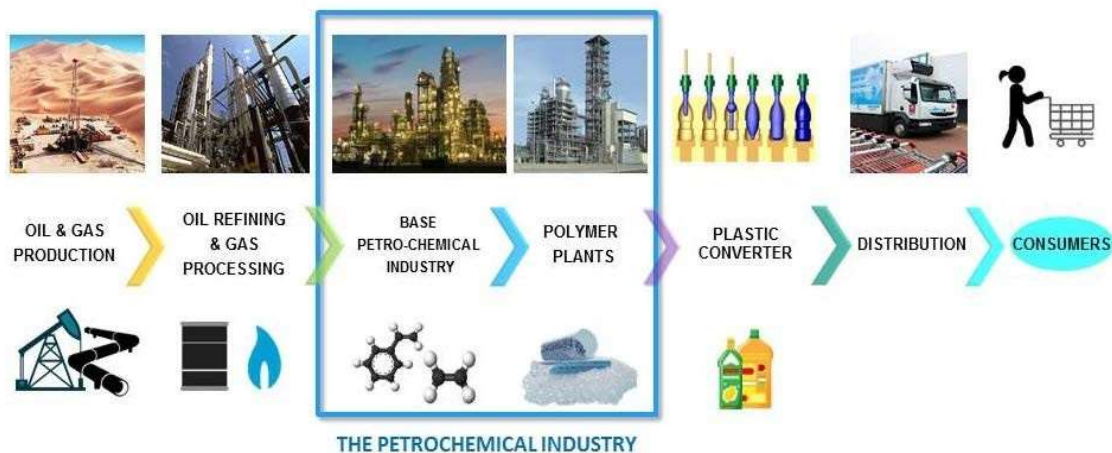 OIL & GAS
PRODUCTION
OIL REFINING
& GAS
PROCESSING
BASE
PETRO-CHEMICAL
INDUSTRY
POLYMER
PLANTS
PLASTIC
CONVERTER
DISTRIBUTION
CONSUMERS
THE PETROCHEMICAL INDUSTRY